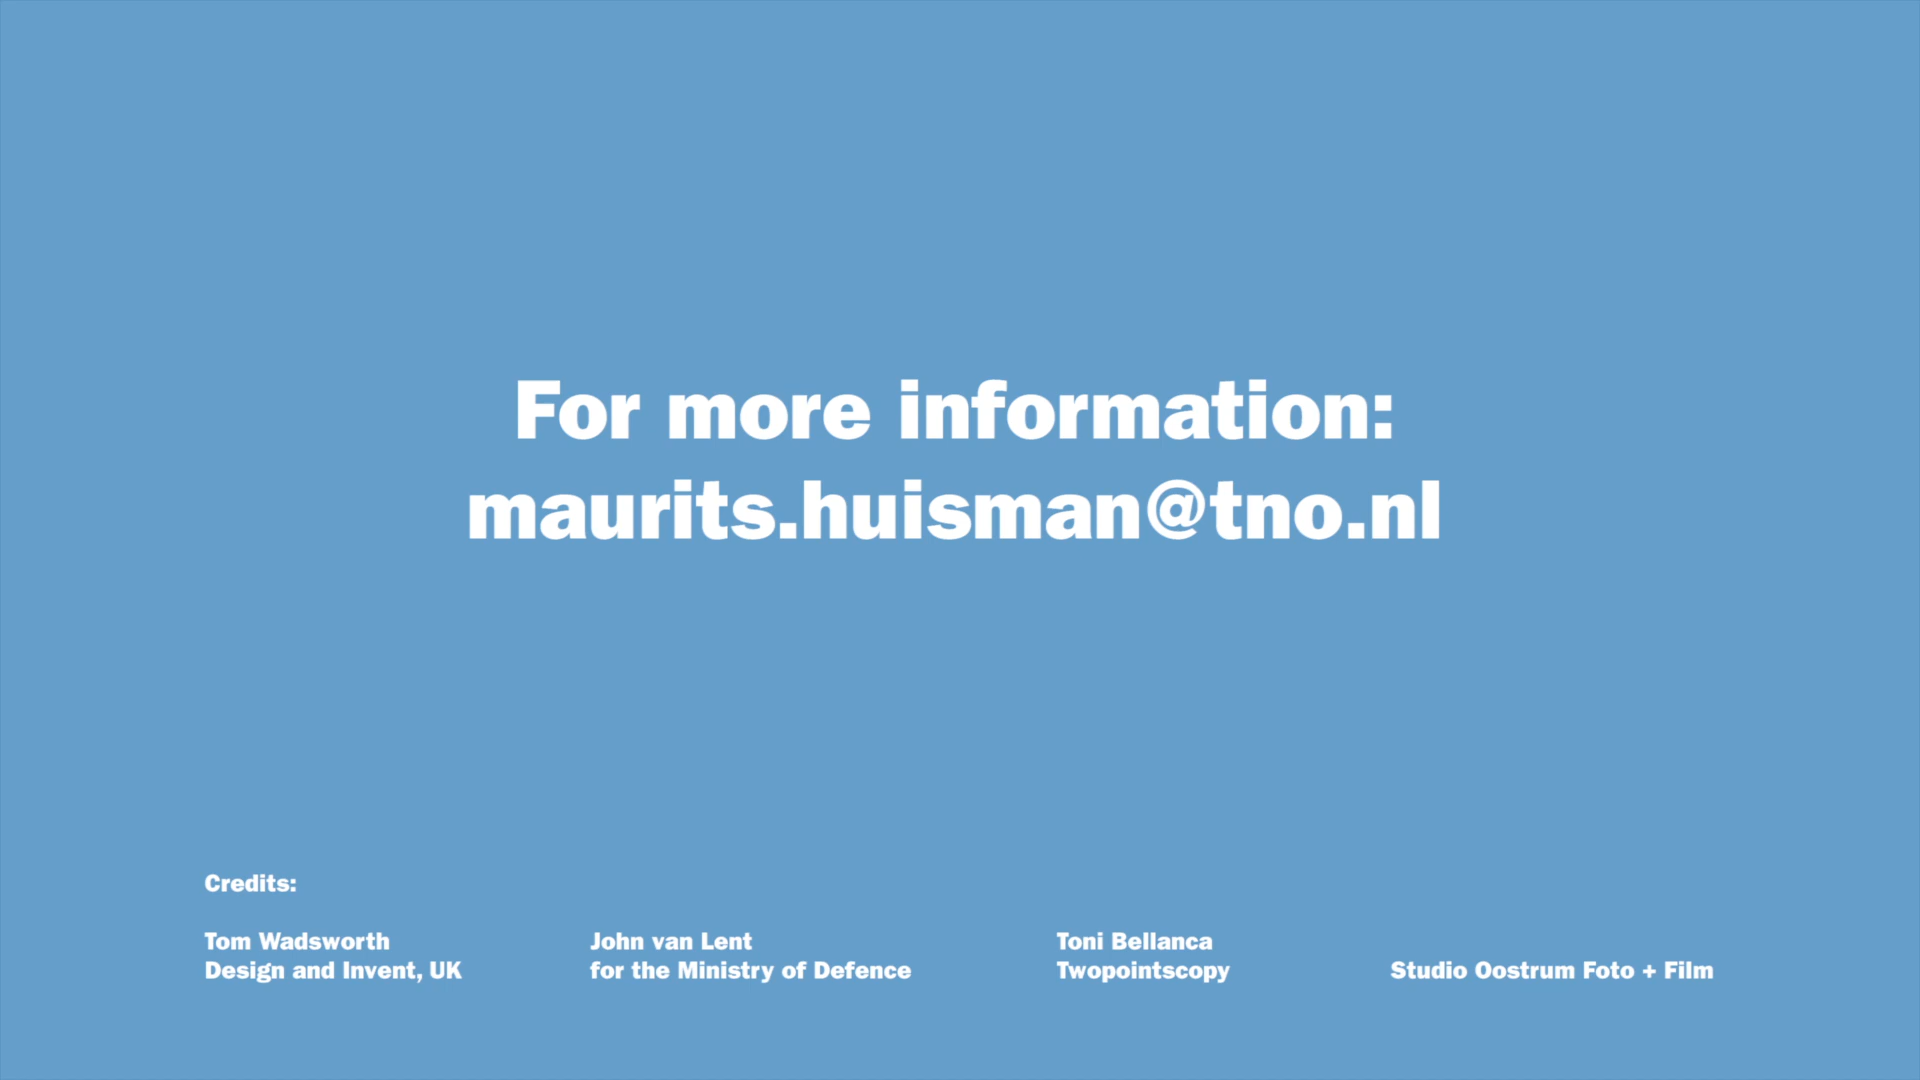 For more information:
maurits.huisman@tno.nl
Credits:
Tom Wadsworth
Design and Invent, UK
John van Lent
for the Ministry of Defence
Toni Bellanca
Twopointscopy
Studio Oostrum Foto + Film